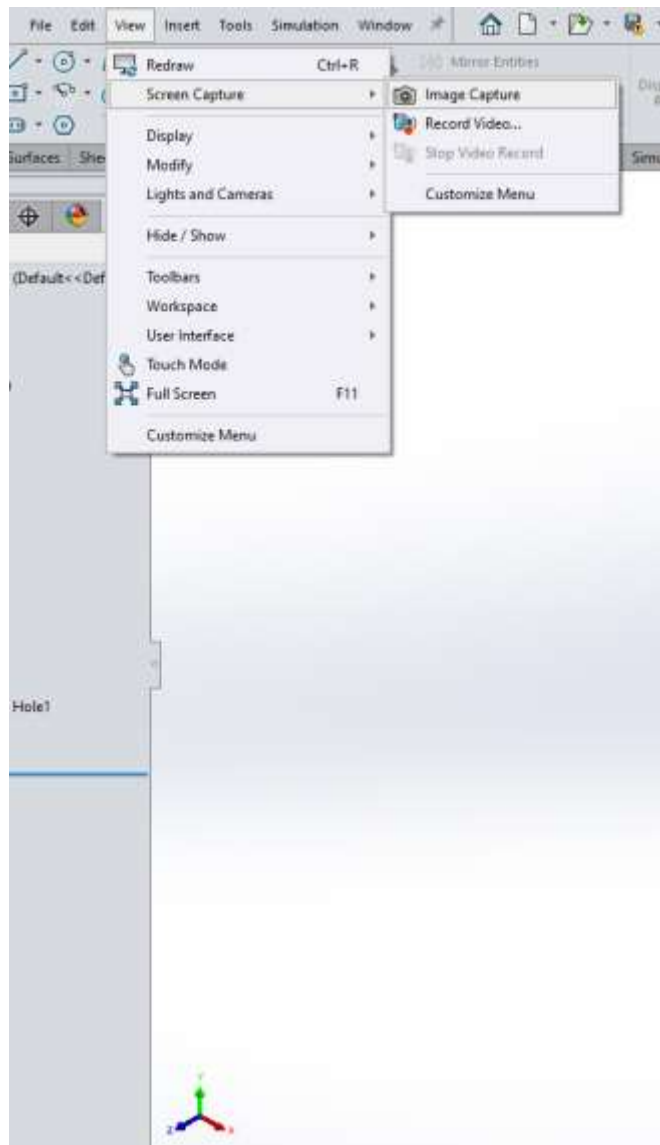 File Edit View Insert Tools Simulation Window
Redraw Ctrl+R
Mirror Entities
Screen Capture
Image Capture
Record Video...
Stop Video Record
Customize Menu
Display
Modify
Lights and Cameras
Hide / Show
Toolbars
Workspace
User Interface
Touch Mode
Full Screen F11
Customize Menu
Surfaces She
Simu
(Default<<Def
Hole1
Y
Z X